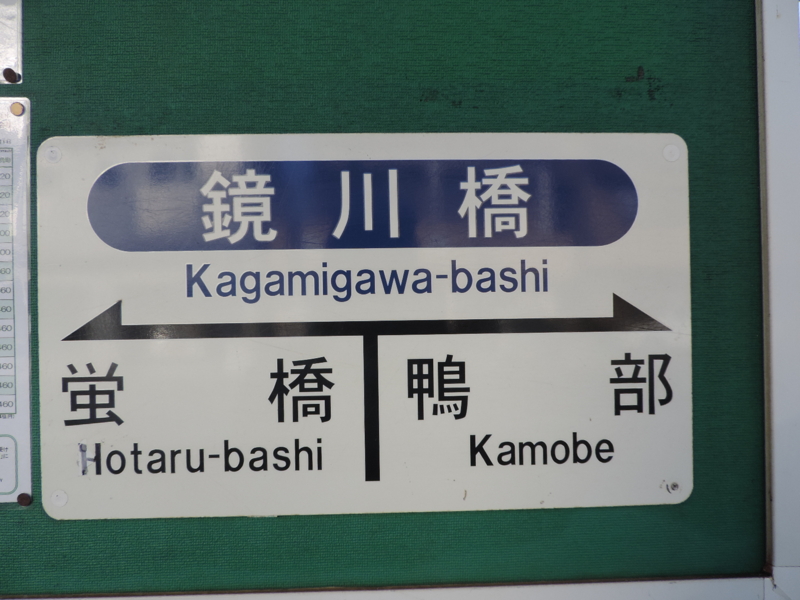 鏡川橋
Kagamigawa-bashi
蛍橋 鴨部
Hotaru-bashi Kamobe